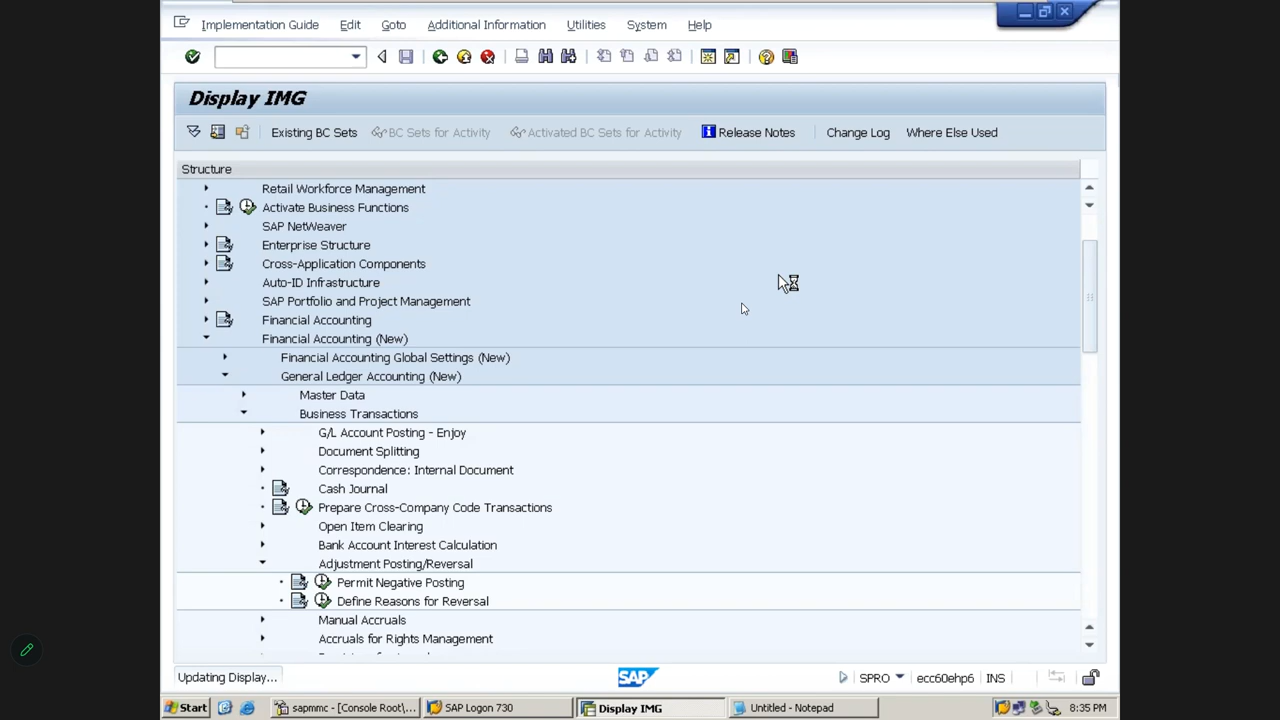 Implementation Guide Edit Goto Additional Information Utilities System Help
Display IMG
Existing BC Sets BC Sets for Activity Activated BC Sets for Activity Release Notes Change Log Where Else Used
Structure
Retail Workforce Management
Activate Business Functions
SAP NetWeaver
Enterprise Structure
Cross-Application Components
Auto-ID Infrastructure
SAP Portfolio and Project Management
Financial Accounting
Financial Accounting (New)
Financial Accounting Global Settings (New)
General Ledger Accounting (New)
Master Data
Business Transactions
G/L Account Posting - Enjoy
Document Splitting
Correspondence: Internal Document
Cash Journal
Prepare Cross-Company Code Transactions
Open Item Clearing
Bank Account Interest Calculation
Adjustment Posting/Reversal
Permit Negative Posting
Define Reasons for Reversal
Manual Accruals
Accruals for Rights Management
Updating Display... SAP SPRO ecc60ehp6 INS
Start sapmmc - [Console Root\... SAP Logon 730 Display IMG Untitled - Notepad 8:35 PM